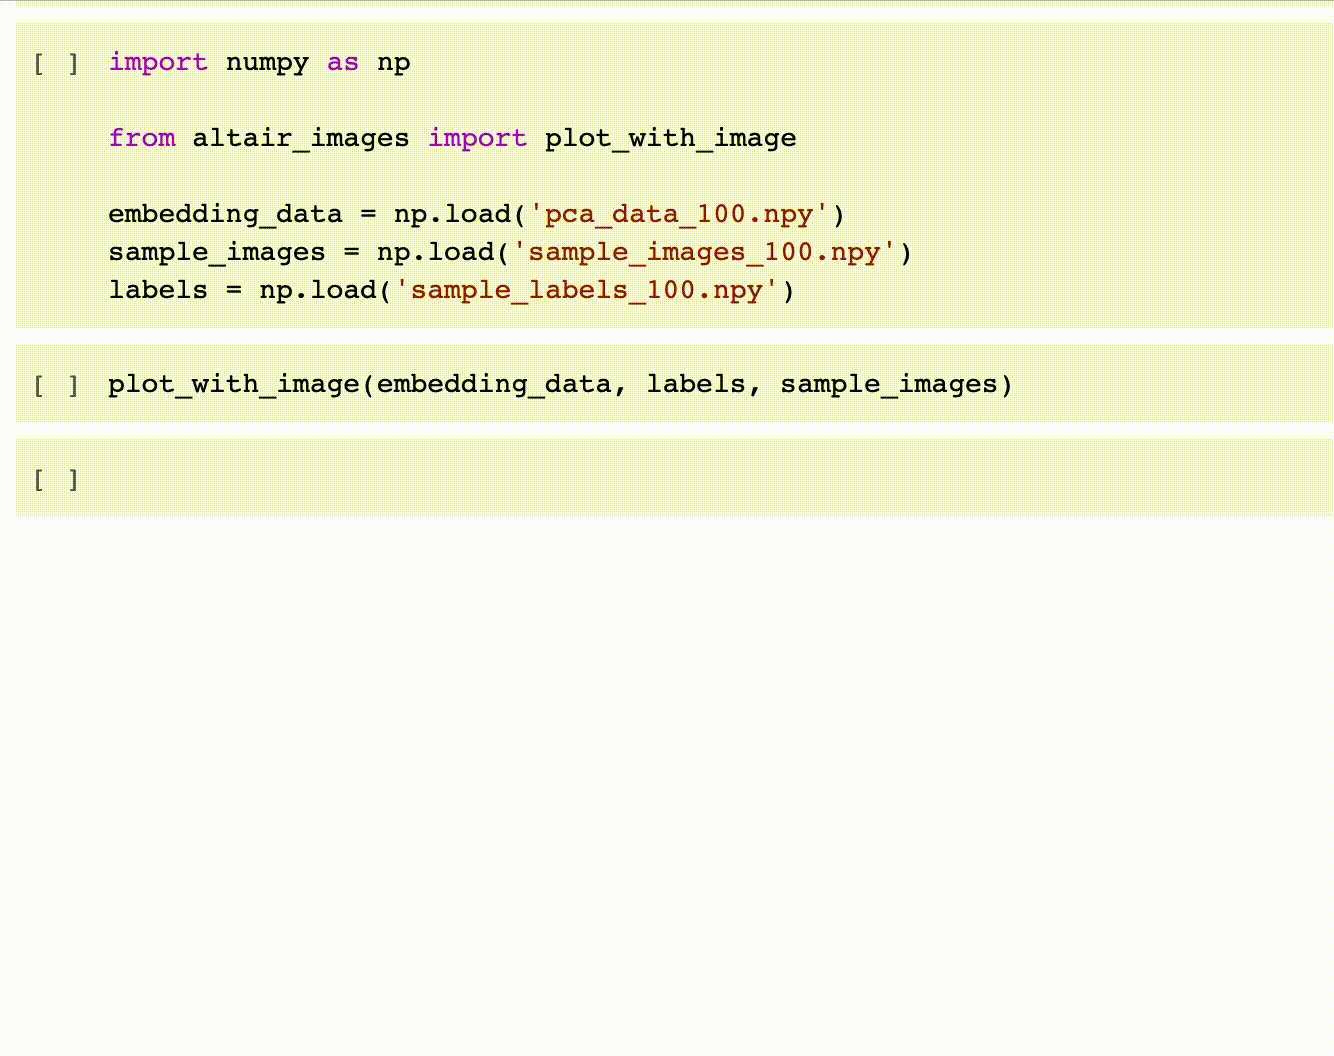 [ ] import numpy as np
from altair_images import plot_with_image
embedding_data = np.load('pca_data_100.npy')
sample_images = np.load('sample_images_100.npy')
labels = np.load('sample_labels_100.npy')
[ ] plot_with_image(embedding_data, labels, sample_images)
[ ]